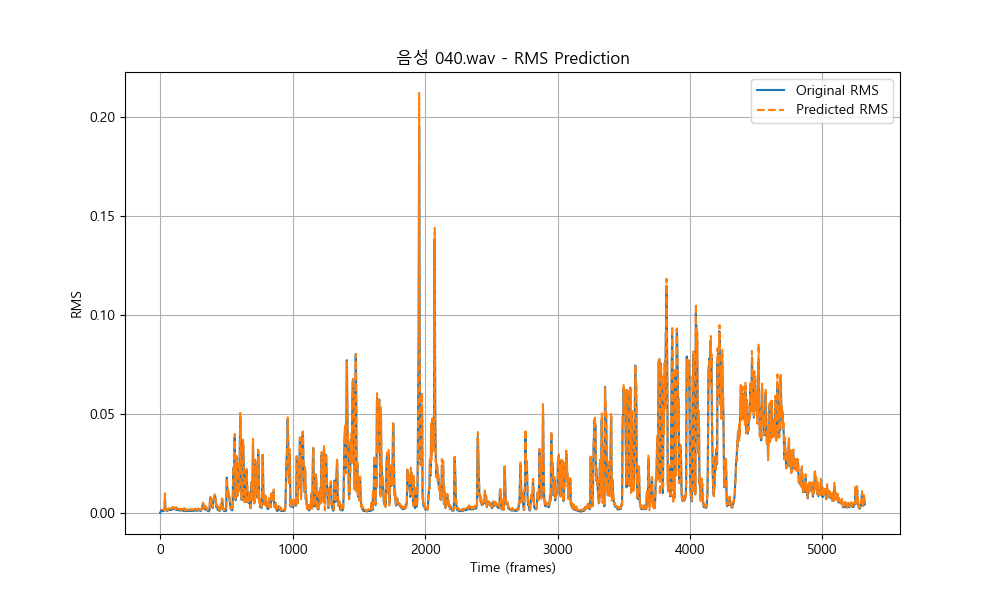 음성 040.wav - RMS Prediction
Original RMS
Predicted RMS
RMS
0.20
0.15
0.10
0.05
0.00
0 1000 2000 3000 4000 5000
Time (frames)